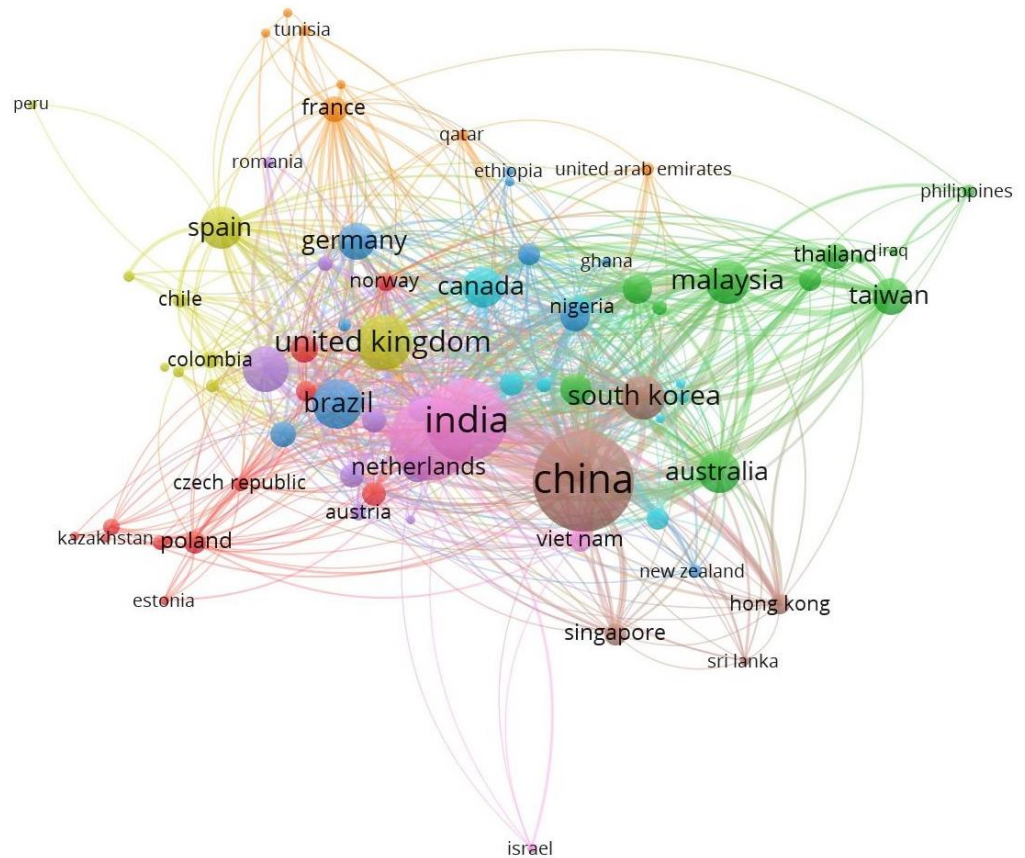 tunisia
peru
france
qatar
romania
ethiopia
united arab emirates
philippines
spain
germany
ghana
thailand
iraq
norway
canada
malaysia
chile
nigeria
taiwan
united kingdom
colombia
brazil
south korea
india
netherlands
china
australia
czech republic
austria
kazakhstan
poland
viet nam
new zealand
estonia
hong kong
singapore
sri lanka
israel